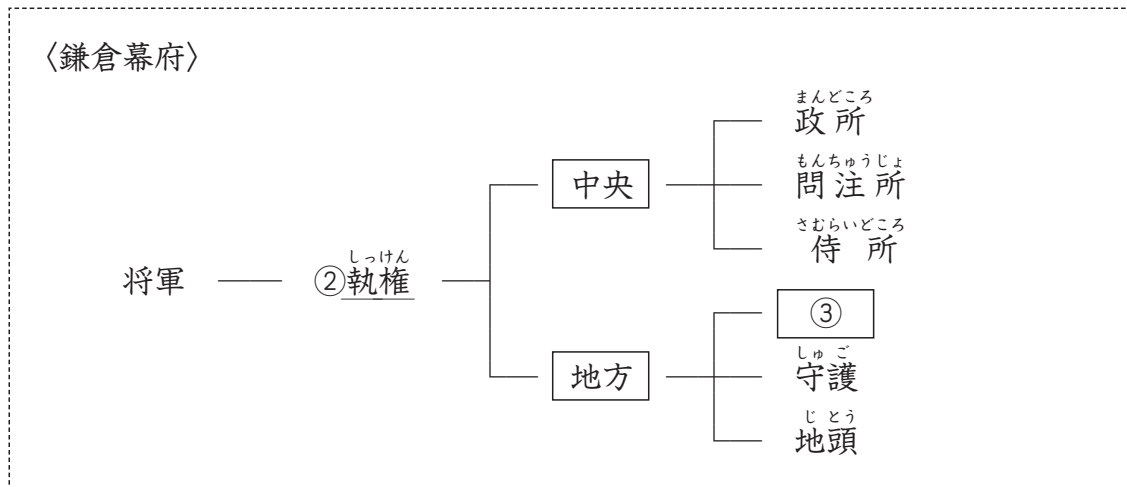 〈鎌倉幕府〉
まんどころ
政所
もんちゅうじょ
問注所
さむらいどころ
侍所
中央
しっけん
将軍 ②執権
地方
③
しゅご
守護
じとう
地頭